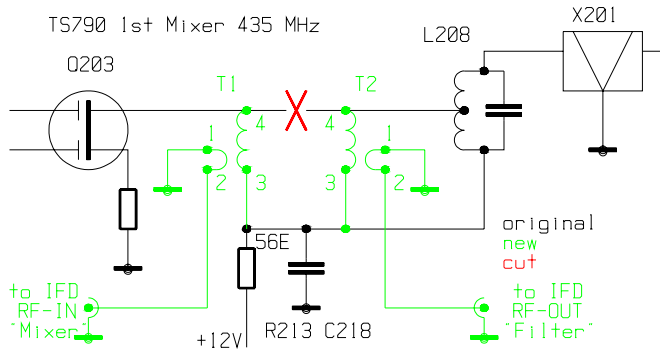 TS790 1st Mixer 435 MHz
X201
L208
Q203
T1
T2
1
4
4
1
2
3
3
2
56E
original
new
cut
to IFD
RF-IN
"Mixer"
+12V
R213 C218
to IFD
RF-OUT
"Filter"